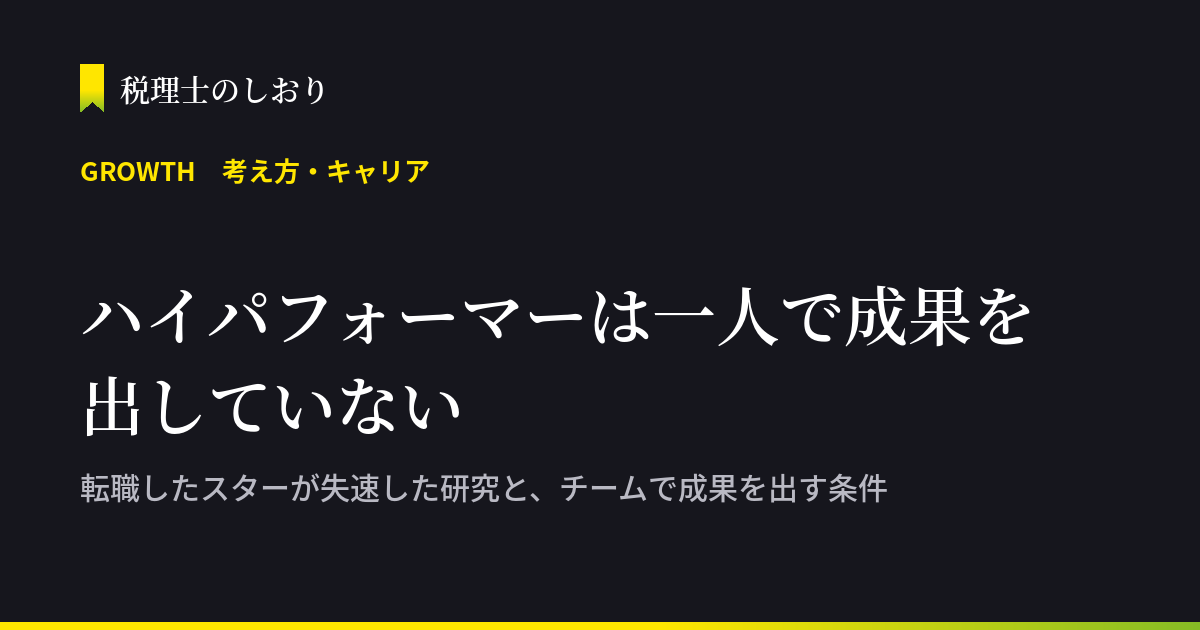 税理士のしおり
GROWTH 考え方・キャリア
ハイパフォーマーは一人で成果を
出していない
転職したスターが失速した研究と、チームで成果を出す条件